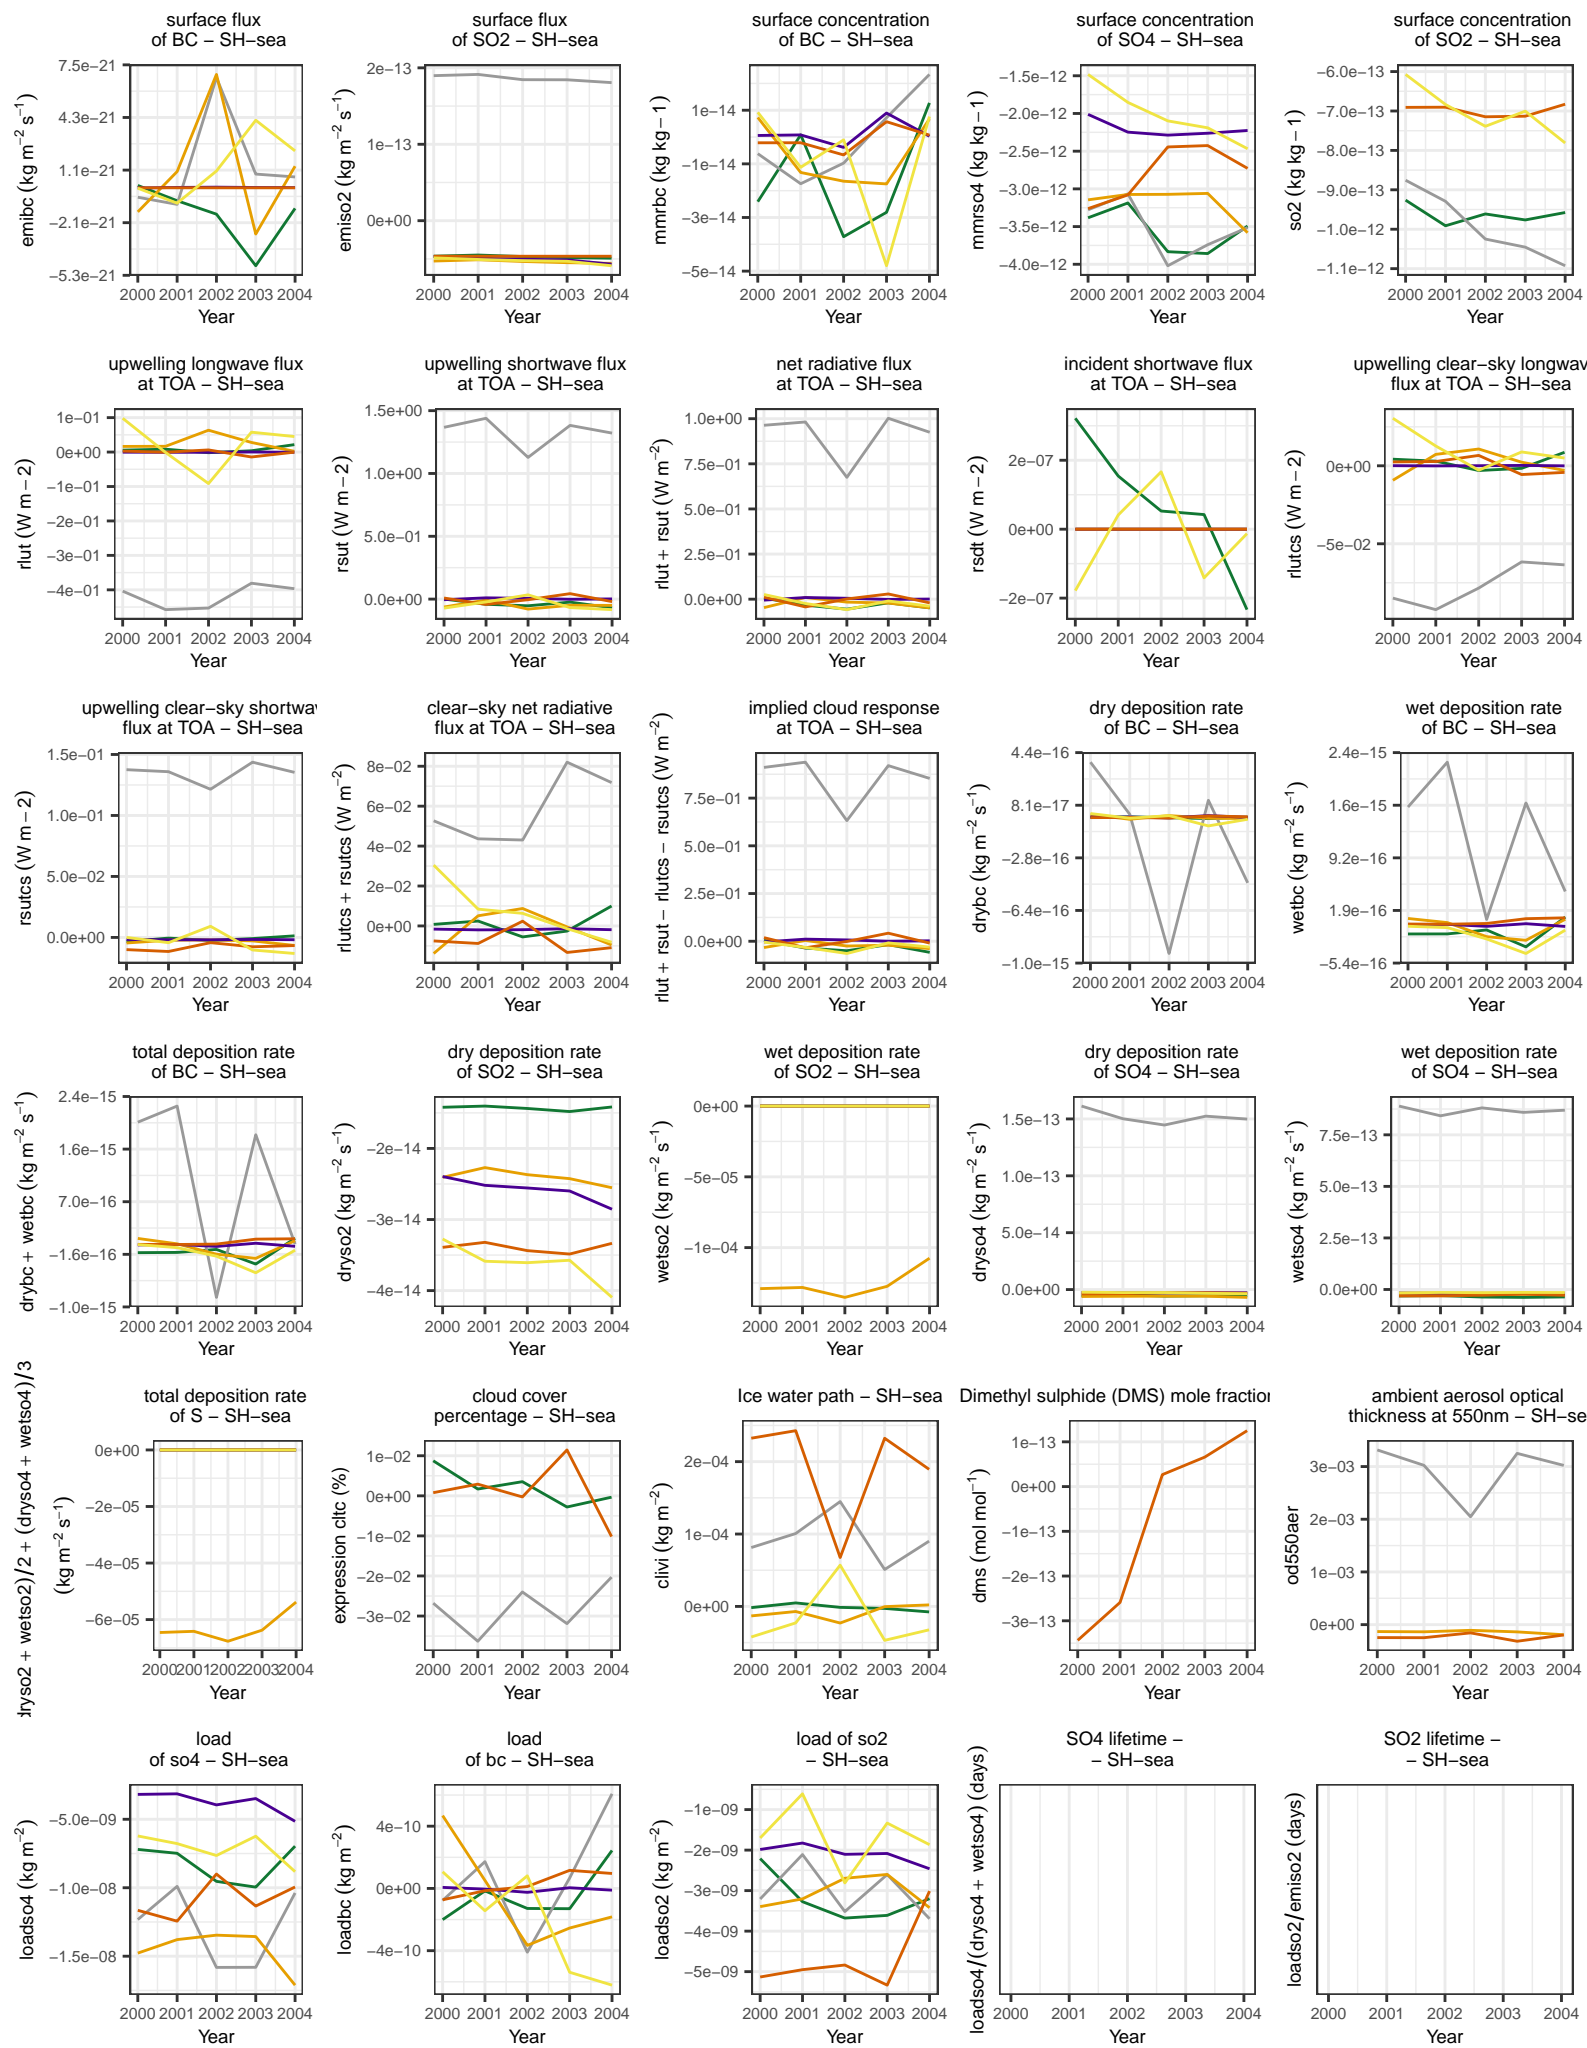 surface flux
of BC − SH−sea
emibc (kg m−2 s−1)
7.5e−21
4.3e−21
1.1e−21
−2.1e−21
−5.3e−21
2000 2001 2002 2003 2004
Year
surface flux
of SO2 − SH−sea
emiso2 (kg m−2 s−1)
2e−13
1e−13
0e+00
2000 2001 2002 2003 2004
Year
surface concentration
of BC − SH−sea
mmrbc (kg kg − 1)
1e−14
−1e−14
−3e−14
−5e−14
2000 2001 2002 2003 2004
Year
surface concentration
of SO4 − SH−sea
mmrso4 (kg kg − 1)
−1.5e−12
−2.0e−12
−2.5e−12
−3.0e−12
−3.5e−12
−4.0e−12
2000 2001 2002 2003 2004
Year
surface concentration
of SO2 − SH−sea
so2 (kg kg − 1)
−6.0e−13
−7.0e−13
−8.0e−13
−9.0e−13
−1.0e−12
−1.1e−12
2000 2001 2002 2003 2004
Year
upwelling longwave flux
at TOA − SH−sea
rlut (W m − 2)
1e−01
0e+00
−1e−01
−2e−01
−3e−01
−4e−01
2000 2001 2002 2003 2004
Year
upwelling shortwave flux
at TOA − SH−sea
rsut (W m − 2)
1.5e+00
1.0e+00
5.0e−01
0.0e+00
2000 2001 2002 2003 2004
Year
net radiative flux
at TOA − SH−sea
rlut + rsut (W m−2)
1.0e+00
7.5e−01
5.0e−01
2.5e−01
0.0e+00
2000 2001 2002 2003 2004
Year
incident shortwave flux
at TOA − SH−sea
rsdt (W m − 2)
2e−07
0e+00
−2e−07
2000 2001 2002 2003 2004
Year
upwelling clear−sky longwav
flux at TOA − SH−sea
rlutcs (W m − 2)
0e+00
−5e−02
2000 2001 2002 2003 2004
Year
upwelling clear−sky shortwav
flux at TOA − SH−sea
rsutcs (W m − 2)
1.5e−01
1.0e−01
5.0e−02
0.0e+00
2000 2001 2002 2003 2004
Year
clear−sky net radiative
flux at TOA − SH−sea
rlutcs + rsutcs (W m−2)
8e−02
6e−02
4e−02
2e−02
0e+00
2000 2001 2002 2003 2004
Year
implied cloud response
at TOA − SH−sea
rlut + rsut − rlutcs − rsutcs (W m−2)
7.5e−01
5.0e−01
2.5e−01
0.0e+00
2000 2001 2002 2003 2004
Year
dry deposition rate
of BC − SH−sea
drybc (kg m−2 s−1)
4.4e−16
8.1e−17
−2.8e−16
−6.4e−16
−1.0e−15
2000 2001 2002 2003 2004
Year
wet deposition rate
of BC − SH−sea
wetbc (kg m−2 s−1)
2.4e−15
1.6e−15
9.2e−16
1.9e−16
−5.4e−16
2000 2001 2002 2003 2004
Year
total deposition rate
of BC − SH−sea
drybc + wetbc (kg m−2 s−1)
2.4e−15
1.6e−15
7.0e−16
−1.6e−16
−1.0e−15
2000 2001 2002 2003 2004
Year
dry deposition rate
of SO2 − SH−sea
dryso2 (kg m−2 s−1)
−2e−14
−3e−14
−4e−14
2000 2001 2002 2003 2004
Year
wet deposition rate
of SO2 − SH−sea
wetso2 (kg m−2 s−1)
0e+00
−5e−05
−1e−04
2000 2001 2002 2003 2004
Year
dry deposition rate
of SO4 − SH−sea
dryso4 (kg m−2 s−1)
1.5e−13
1.0e−13
5.0e−14
0.0e+00
2000 2001 2002 2003 2004
Year
wet deposition rate
of SO4 − SH−sea
wetso4 (kg m−2 s−1)
7.5e−13
5.0e−13
2.5e−13
0.0e+00
2000 2001 2002 2003 2004
Year
total deposition rate
of S − SH−sea
dryso2 + wetso2)/2 + (dryso4 + wetso4)/3
(kg m−2 s−1)
0e+00
−2e−05
−4e−05
−6e−05
2000 2001 2002 2003 2004
Year
cloud cover
percentage − SH−sea
expression cltc (%)
1e−02
0e+00
−1e−02
−2e−02
−3e−02
2000 2001 2002 2003 2004
Year
Ice water path − SH−sea
clivi (kg m−2)
2e−04
1e−04
0e+00
2000 2001 2002 2003 2004
Year
Dimethyl sulphide (DMS) mole fraction
dms (mol mol−1)
1e−13
0e+00
−1e−13
−2e−13
−3e−13
2000 2001 2002 2003 2004
Year
ambient aerosol optical
thickness at 550nm − SH−se
od550aer
3e−03
2e−03
1e−03
0e+00
2000 2001 2002 2003 2004
Year
load
of so4 − SH−sea
loadso4 (kg m−2)
−5.0e−09
−1.0e−08
−1.5e−08
2000 2001 2002 2003 2004
Year
load
of bc − SH−sea
loadbc (kg m−2)
4e−10
0e+00
−4e−10
2000 2001 2002 2003 2004
Year
load of so2
− SH−sea
loadso2 (kg m−2)
−1e−09
−2e−09
−3e−09
−4e−09
−5e−09
2000 2001 2002 2003 2004
Year
SO4 lifetime −
− SH−sea
loadso4/(dryso4 + wetso4) (days)
2000 2001 2002 2003 2004
Year
SO2 lifetime −
− SH−sea
loadso2/emiso2 (days)
2000 2001 2002 2003 2004
Year